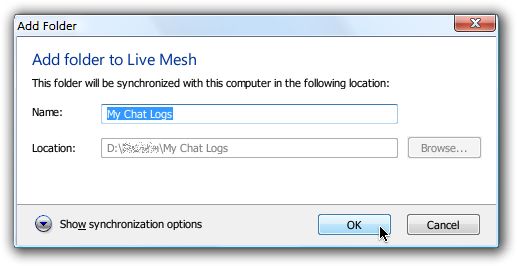 Add Folder
Add folder to Live Mesh
This folder will be synchronized with this computer in the following location:
Name: My Chat Logs
Location: D:\ \My Chat Logs Browse...
Show synchronization options OK Cancel